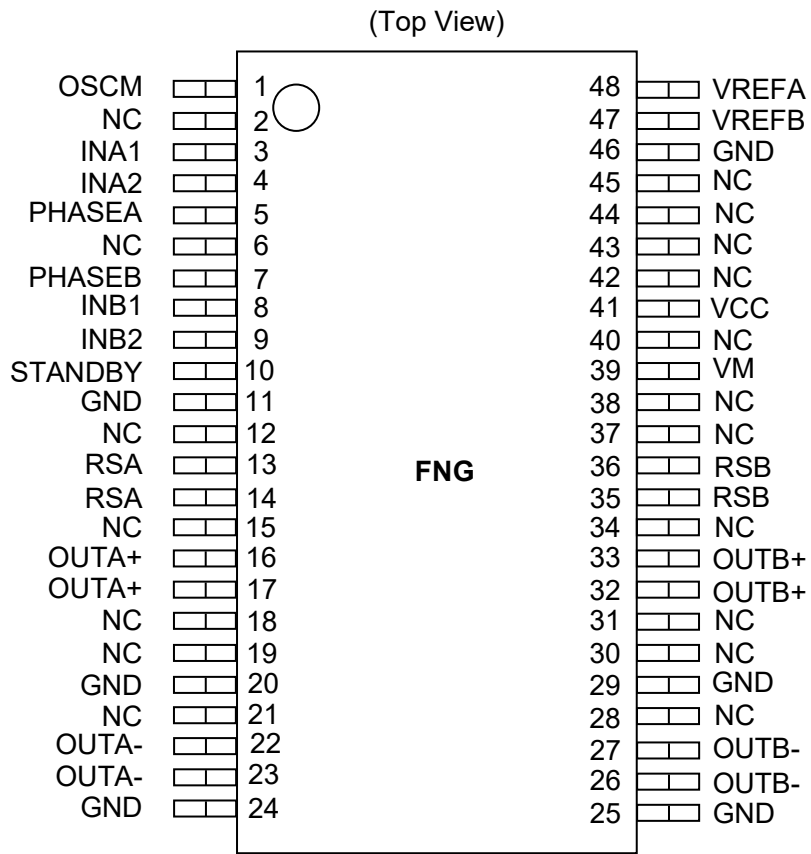 (Top View)
OSCM 1 48 VREFA
NC 2 47 VREFB
INA1 3 46 GND
INA2 4 45 NC
PHASEA 5 44 NC
NC 6 43 NC
PHASEB 7 42 NC
INB1 8 41 VCC
INB2 9 40 NC
STANDBY 10 39 VM
GND 11 38 NC
NC 12 37 NC
RSA 13 FNG 36 RSB
RSA 14 35 RSB
NC 15 34 NC
OUTA+ 16 33 OUTB+
OUTA+ 17 32 OUTB+
NC 18 31 NC
NC 19 30 NC
GND 20 29 GND
NC 21 28 NC
OUTA- 22 27 OUTB-
OUTA- 23 26 OUTB-
GND 24 25 GND